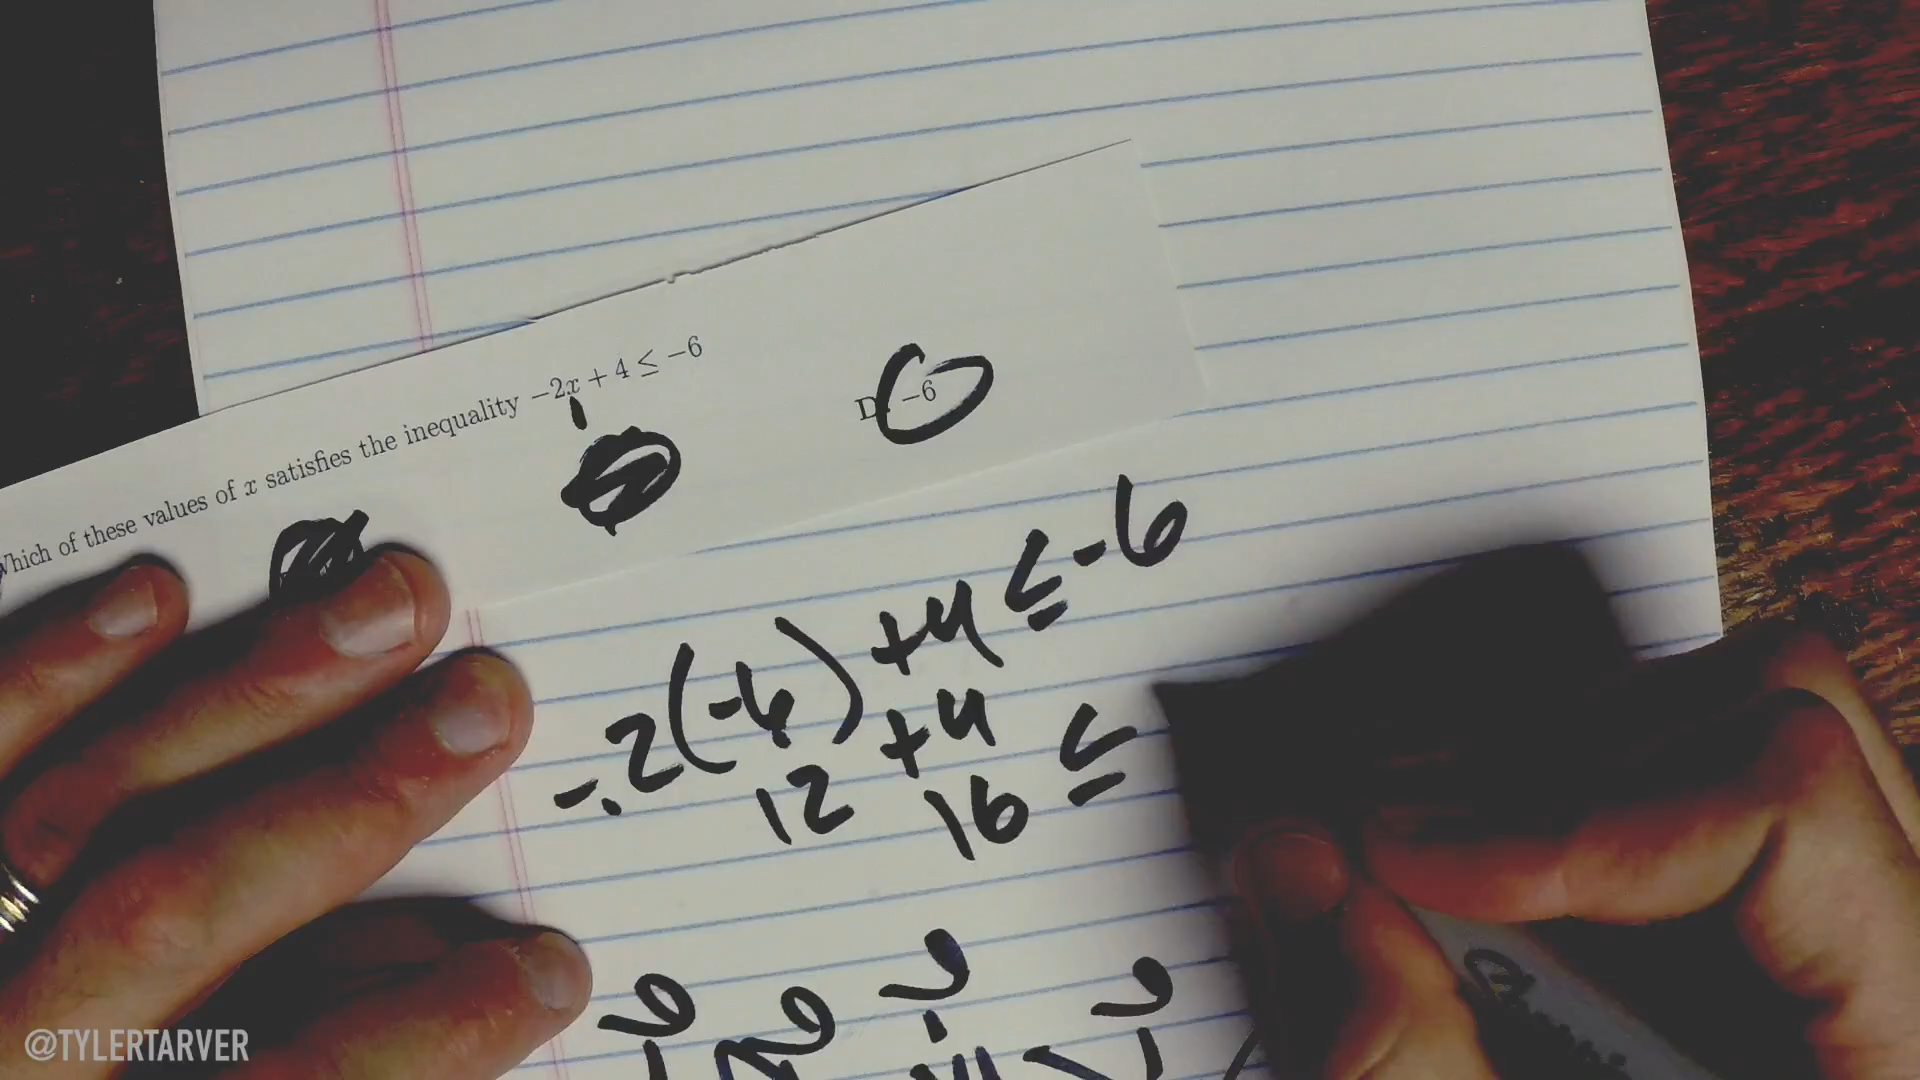 Which of these values of x satisfies the inequality −2x + 4 ≤ −6
D. −6
-2(-6) +4 ≤ -6
12 +4
16 ≤
@TYLERTARVER